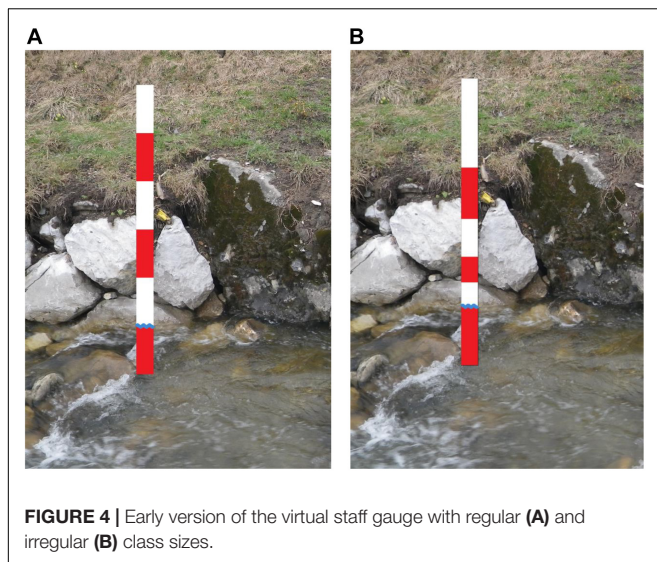 A
B
FIGURE 4 | Early version of the virtual staff gauge with regular (A) and
irregular (B) class sizes.